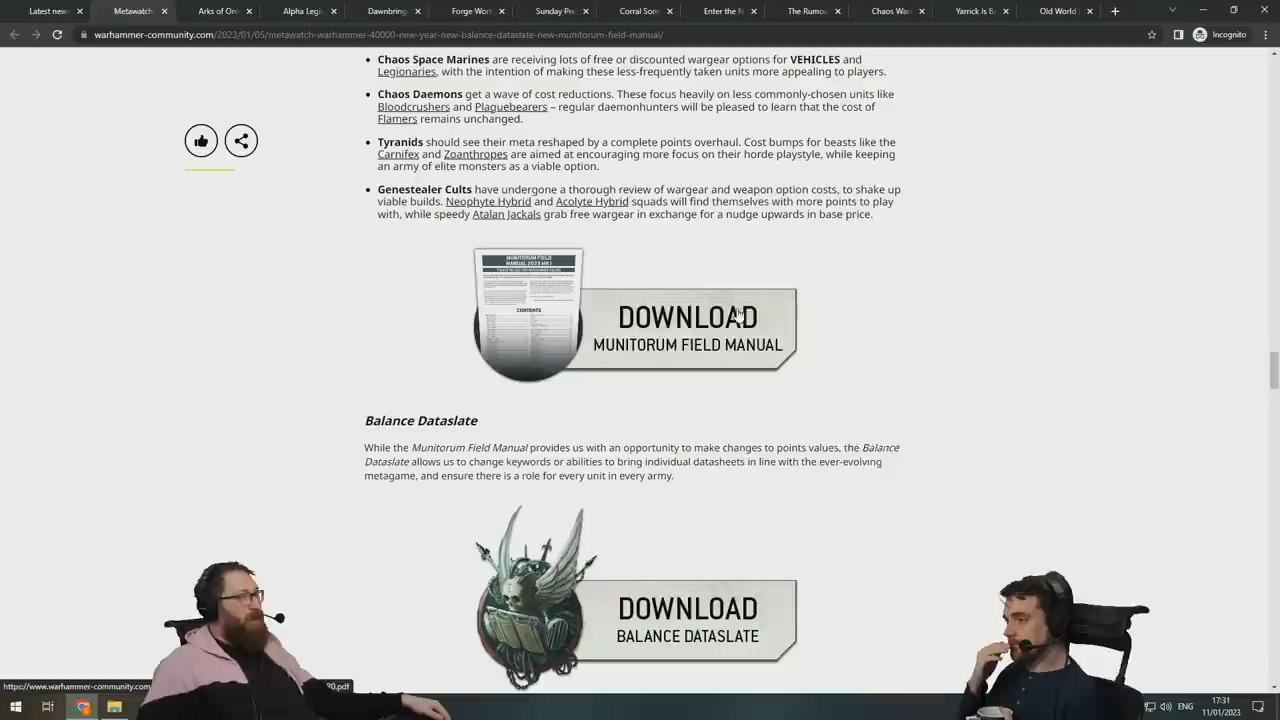 Latest new
Metawatch
Arks of Om
Alpha Legi
Forge Wor
Sunday Pre
Corral Som
Enter the N
The Rumou
Chaos War
Yarrick Is B
Old World
warhammer-community.com/2023/01/05/metawatch-warhammer-40000-new-year-new-balance-dataslate-new-munitorum-field-manual/
Incognito
• Chaos Space Marines are receiving lots of free or discounted wargear options for VEHICLES and
Legionaries, with the intention of making these less-frequently taken units more appealing to players.
• Chaos Daemons get a wave of cost reductions. These focus heavily on less commonly-chosen units like
Bloodcrushers and Plaguebearers – regular daemonhunters will be pleased to learn that the cost of
Flamers remains unchanged.
• Tyranids should see their meta reshaped by a complete points overhaul. Cost bumps for beasts like the
Carnifex and Zoanthropes are aimed at encouraging more focus on their horde playstyle, while keeping
an army of elite monsters as a viable option.
• Genestealer Cults have undergone a thorough review of wargear and weapon option costs, to shake up
viable builds. Neophyte Hybrid and Acolyte Hybrid squads will find themselves with more points to play
with, while speedy Atalan Jackals grab free wargear in exchange for a nudge upwards in base price.
MUNITORUM FIELD
MANUAL 2023 MK I
CONTENTS
DOWNLOAD
MUNITORUM FIELD MANUAL
Balance Dataslate
While the Munitorum Field Manual provides us with an opportunity to make changes to points values, the Balance
Dataslate allows us to change keywords or abilities to bring individual datasheets in line with the ever-evolving
metagame, and ensure there is a role for every unit in every army.
DOWNLOAD
BALANCE DATASLATE
https://www.warhammer-community.com
80.pdf
ENG
17:31
11/01/2023